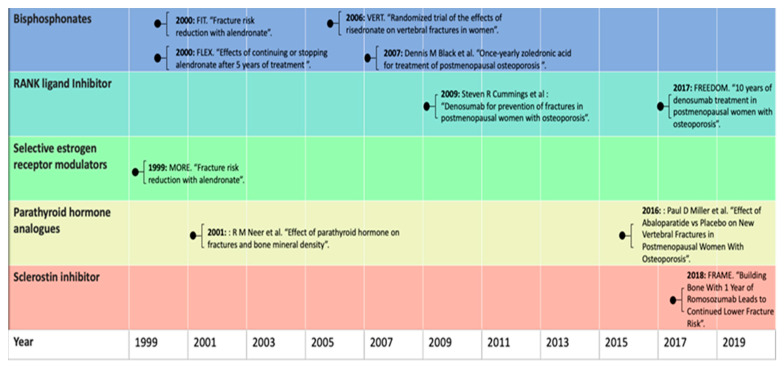 Bisphosphonates
2000: FIT. "Fracture risk
reduction with alendronate".
2006: VERT. "Randomized trial of the effects of
risedronate on vertebral fractures in women".
2000: FLEX. "Effects of continuing or stopping
alendronate after 5 years of treatment ".
2007: Dennis M Black et al. "Once-yearly zoledronic acid
for treatment of postmenopausal osteoporosis ".
RANK ligand Inhibitor
2009: Steven R Cummings et al :
"Denosumab for prevention of fractures in
postmenopausal women with osteoporosis".
2017: FREEDOM. "10 years of
denosumab treatment in
postmenopausal women with
osteoporosis".
Selective estrogen
receptor modulators
1999: MORE. "Fracture risk
reduction with alendronate".
Parathyroid hormone
analogues
2001: : R M Neer et al. "Effect of parathyroid hormone on
fractures and bone mineral density".
2016: : Paul D Miller et al. "Effect of
Abaloparatide vs Placebo on New
Vertebral Fractures in
Postmenopausal Women With
Osteoporosis".
Sclerostin inhibitor
2018: FRAME. "Building
Bone With 1 Year of
Romosozumab Leads to
Continued Lower Fracture
Risk".
Year 1999 2001 2003 2005 2007 2009 2011 2013 2015 2017 2019